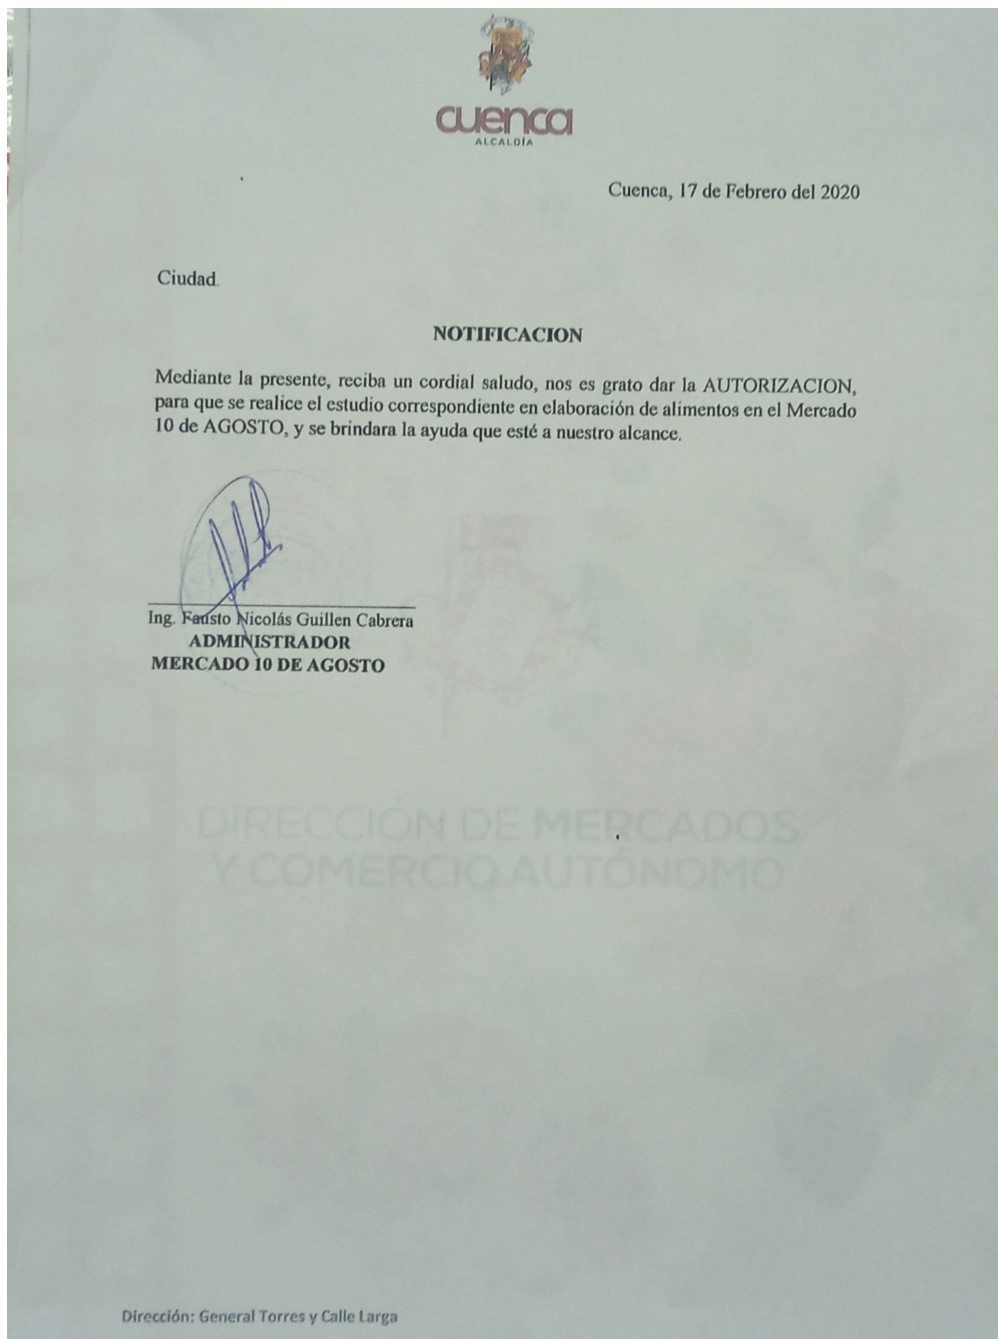 cuenca
ALCALDÍA
Cuenca, 17 de Febrero del 2020
Ciudad.
NOTIFICACION
Mediante la presente, reciba un cordial saludo, nos es grato dar la AUTORIZACION,
para que se realice el estudio correspondiente en elaboración de alimentos en el Mercado
10 de AGOSTO, y se brindara la ayuda que esté a nuestro alcance.
Ing. Fausto Nicolás Guillen Cabrera
ADMINISTRADOR
MERCADO 10 DE AGOSTO
DIRECCIÓN DE MERCADOS
Y COMERCIO AUTÓNOMO
Dirección: General Torres y Calle Larga